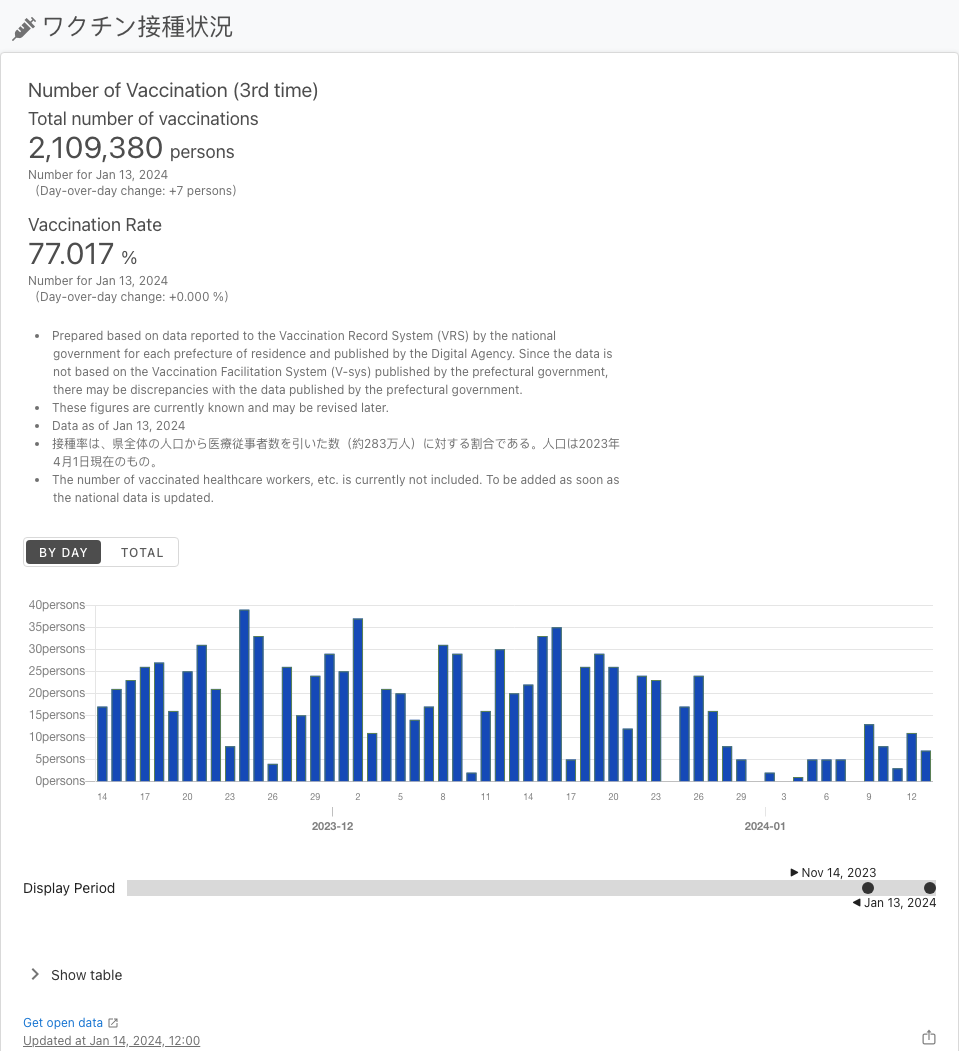 ワクチン接種状況
Number of Vaccination (3rd time)
Total number of vaccinations
2,109,380 persons
Number for Jan 13, 2024
(Day-over-day change: +7 persons)
Vaccination Rate
77.017 %
Number for Jan 13, 2024
(Day-over-day change: +0.000 %)
• Prepared based on data reported to the Vaccination Record System (VRS) by the national
government for each prefecture of residence and published by the Digital Agency. Since the data is
not based on the Vaccination Facilitation System (V-sys) published by the prefectural government,
there may be discrepancies with the data published by the prefectural government.
• These figures are currently known and may be revised later.
• Data as of Jan 13, 2024
• 接種率は、県全体の人口から医療従事者数を引いた数（約283万人）に対する割合である。人口は2023年
4月1日現在のもの。
• The number of vaccinated healthcare workers, etc. is currently not included. To be added as soon as
the national data is updated.
BY DAY TOTAL
40persons
35persons
30persons
25persons
20persons
15persons
10persons
5persons
0persons
14 17 20 23 26 29 2 5 8 11 14 17 20 23 26 29 3 6 9 12
2023-12 2024-01
Nov 14, 2023
Display Period
Jan 13, 2024
Show table
Get open data
Updated at Jan 14, 2024, 12:00